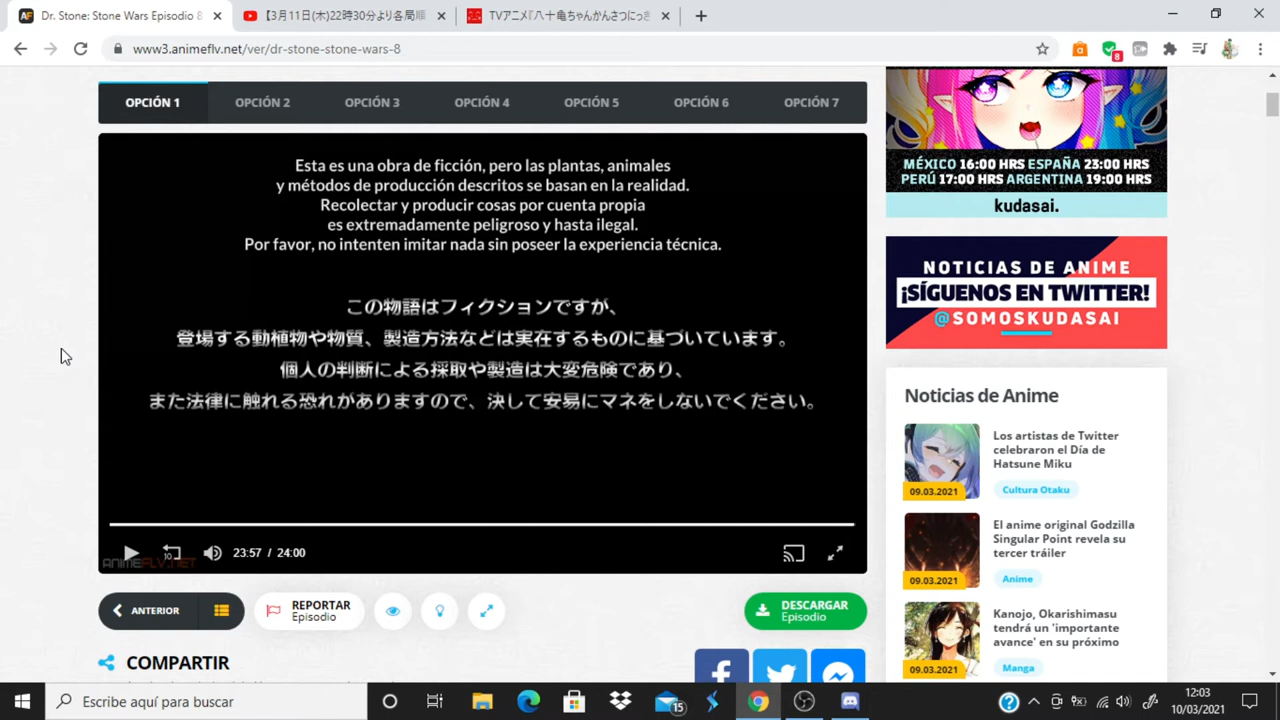 Dr. Stone: Stone Wars Episodio 8
【3月11日(木)22時30分より各局順
TVアニメ『八十亀ちゃんかんさつにっき
www3.animeflv.net/ver/dr-stone-stone-wars-8
8
OPCIÓN 1
OPCIÓN 2
OPCIÓN 3
OPCIÓN 4
OPCIÓN 5
OPCIÓN 6
OPCIÓN 7
Esta es una obra de ficción, pero las plantas, animales
y métodos de producción descritos se basan en la realidad.
Recolectar y producir cosas por cuenta propia
es extremadamente peligroso y hasta ilegal.
Por favor, no intenten imitar nada sin poseer la experiencia técnica.
この物語はフィクションですが、
登場する動植物や物質、製造方法などは実在するものに基づいています。
個人の判断による採取や製造は大変危険であり、
また法律に触れる恐れがありますので、決して安易にマネをしないでください。
10
23:57 / 24:00
ANIMEFLV.NET
ANTERIOR
REPORTAR
Episodio
DESCARGAR
Episodio
COMPARTIR
MÉXICO 16:00 HRS ESPAÑA 23:00 HRS
PERÚ 17:00 HRS ARGENTINA 19:00 HRS
kudasai.
NOTICIAS DE ANIME
¡SÍGUENOS EN TWITTER!
@SOMOSKUDASAI
Noticias de Anime
Los artistas de Twitter
celebraron el Día de
Hatsune Miku
09.03.2021
Cultura Otaku
El anime original Godzilla
Singular Point revela su
tercer tráiler
09.03.2021
Anime
Kanojo, Okarishimasu
tendrá un 'importante
avance' en su próximo
09.03.2021
Manga
Escribe aquí para buscar
15
12:03
10/03/2021